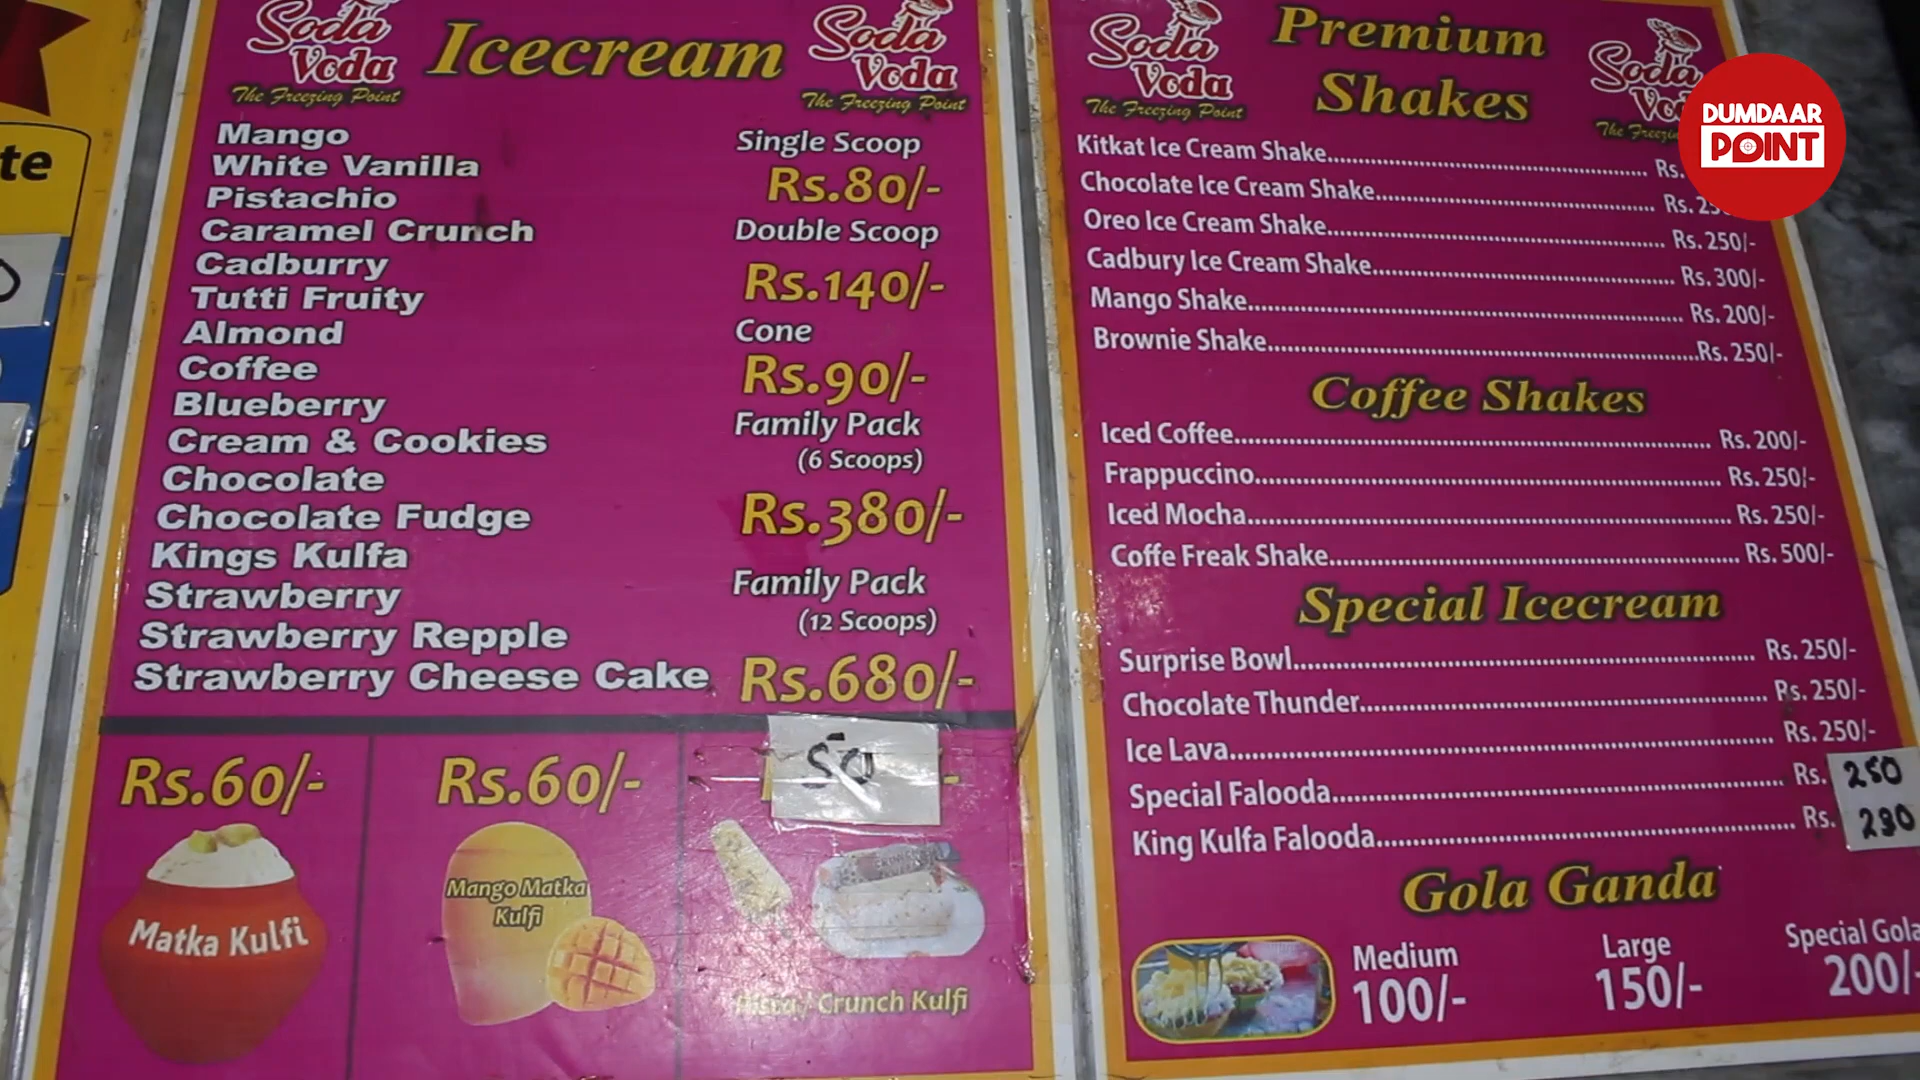 te
Soda
Voda
The Freezing Point
Icecream
Soda
Voda
The Freezing Point
Mango
White Vanilla
Pistachio
Caramel Crunch
Cadburry
Tutti Fruity
Almond
Coffee
Blueberry
Cream & Cookies
Chocolate
Chocolate Fudge
Kings Kulfa
Strawberry
Strawberry Repple
Strawberry Cheese Cake
Single Scoop
Rs.80/-
Double Scoop
Rs.140/-
Cone
Rs.90/-
Family Pack
(6 Scoops)
Rs.380/-
Family Pack
(12 Scoops)
Rs.680/-
Rs.60/-
Matka Kulfi
Rs.60/-
Mango Matka
Kulfi
50
Crunch Kulfi
Soda
Voda
The Freezing Point
Premium
Shakes
Soda
The
DUMDAAR
POINT
Kitkat Ice Cream Shake Rs.
Chocolate Ice Cream Shake Rs.
Oreo Ice Cream Shake Rs. 250/-
Cadbury Ice Cream Shake Rs. 300/-
Mango Shake Rs. 200/-
Brownie Shake Rs. 250/-
Coffee Shakes
Iced Coffee Rs. 200/-
Frappuccino Rs. 250/-
Iced Mocha Rs. 250/-
Coffe Freak Shake Rs. 500/-
Special Icecream
Surprise Bowl Rs. 250/-
Chocolate Thunder Rs. 250/-
Ice Lava Rs. 250/-
Special Falooda Rs. 250
King Kulfa Falooda Rs. 230
Gola Ganda
Medium
100/-
Large
150/-
Special Gola
200/-